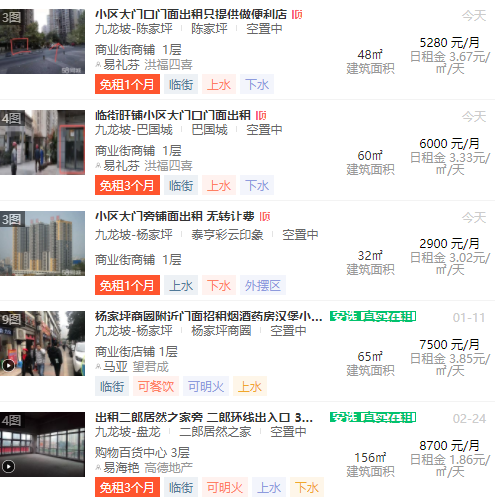 3图
小区大门口门面出租只提供做便利店 顶
今天
九龙坡-陈家坪 陈家坪 空置中
商业街商铺 1层
易礼芬 洪福四喜
免租1个月 临街 上水 下水
48㎡
建筑面积
5280 元/月
日租金 3.67元/㎡/天
4图
临街旺铺小区大门口门面出租 顶
今天
九龙坡-巴国城 巴国城 空置中
商业街商铺 1层
易礼芬 洪福四喜
免租3个月 临街 上水 下水
60㎡
建筑面积
6000 元/月
日租金 3.33元/㎡/天
3图
小区大门旁铺面出租 无转让费 顶
今天
九龙坡-杨家坪 泰亨彩云印象 空置中
商业街商铺 1层
免租1个月 上水 下水 外摆区
32㎡
建筑面积
2900 元/月
日租金 3.02元/㎡/天
9图
杨家坪商圈附近门面招租烟酒药房汉堡小...
安选 真实在租
01-11
九龙坡-杨家坪 杨家坪商圈 空置中
商业街店铺 1层
马亚 望君成
临街 可餐饮 可明火 上水
65㎡
建筑面积
7500 元/月
日租金 3.85元/㎡/天
4图
出租二郎居然之家旁 二郎环线出入口 3...
安选 真实在租
02-24
九龙坡-盘龙 二郎居然之家 空置中
购物百货中心 3层
易海艳 高德地产
免租3个月 临街 可明火 上水 下水
156㎡
建筑面积
8700 元/月
日租金 1.86元/㎡/天